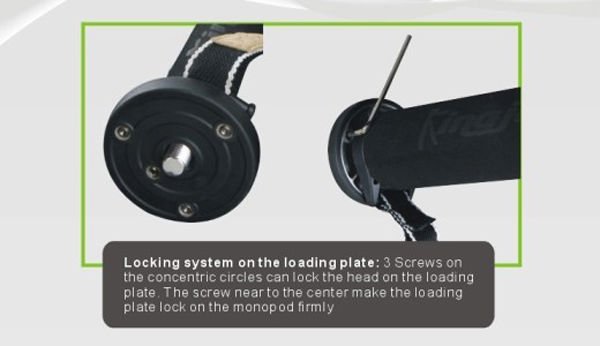 Locking system on the loading plate: 3 Screws on
the concentric circles can lock the head on the loading
plate. The screw near to the center make the loading
plate lock on the monopod firmly